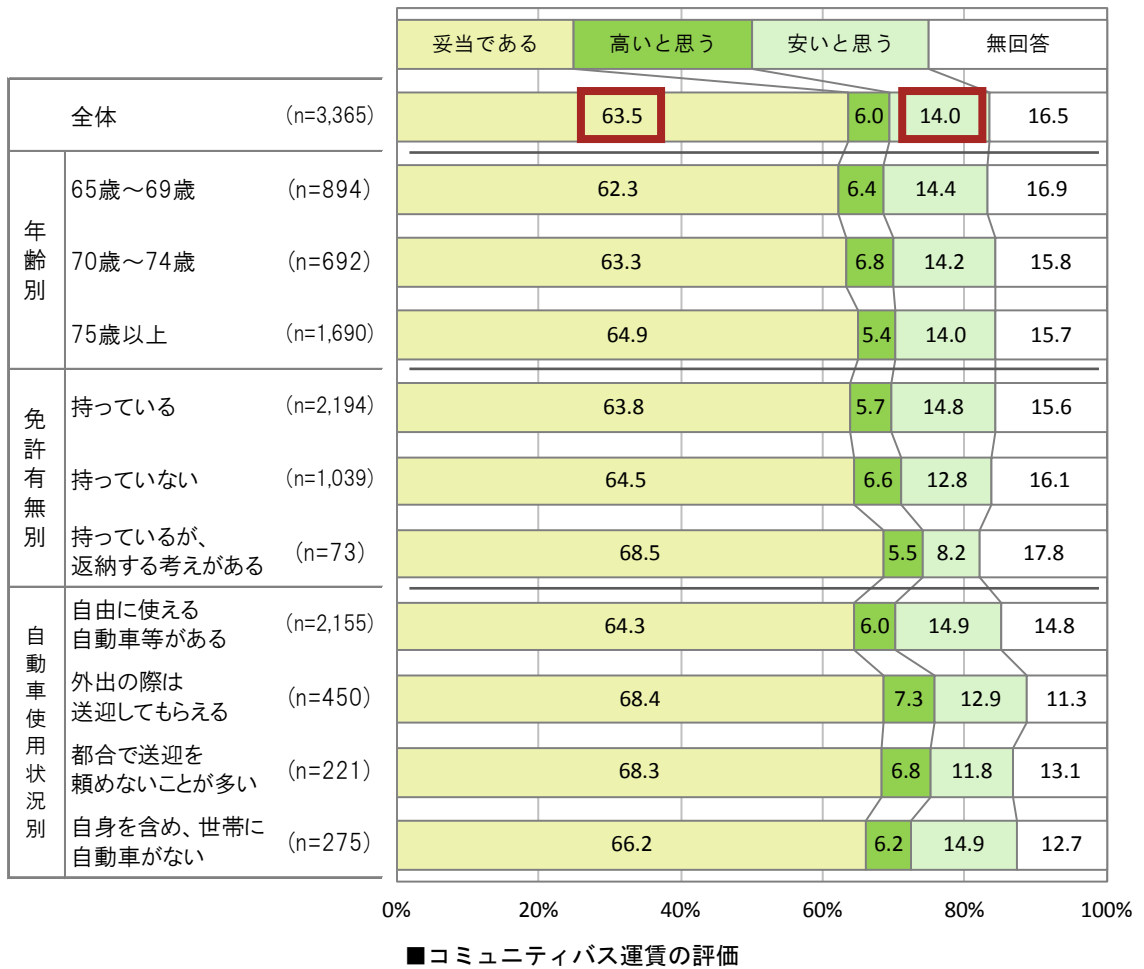 妥当である 高いと思う 安いと思う 無回答
全体 (n=3,365) 63.5 6.0 14.0 16.5
年齢別
65歳～69歳 (n=894) 62.3 6.4 14.4 16.9
70歳～74歳 (n=692) 63.3 6.8 14.2 15.8
75歳以上 (n=1,690) 64.9 5.4 14.0 15.7
免許有無別
持っている (n=2,194) 63.8 5.7 14.8 15.6
持っていない (n=1,039) 64.5 6.6 12.8 16.1
持っているが、
返納する考えがある (n=73) 68.5 5.5 8.2 17.8
自動車使用状況別
自由に使える
自動車等がある (n=2,155) 64.3 6.0 14.9 14.8
外出の際は
送迎してもらえる (n=450) 68.4 7.3 12.9 11.3
都合で送迎を
頼めないことが多い (n=221) 68.3 6.8 11.8 13.1
自身を含め、世帯に
自動車がない (n=275) 66.2 6.2 14.9 12.7
0% 20% 40% 60% 80% 100%
■コミュニティバス運賃の評価